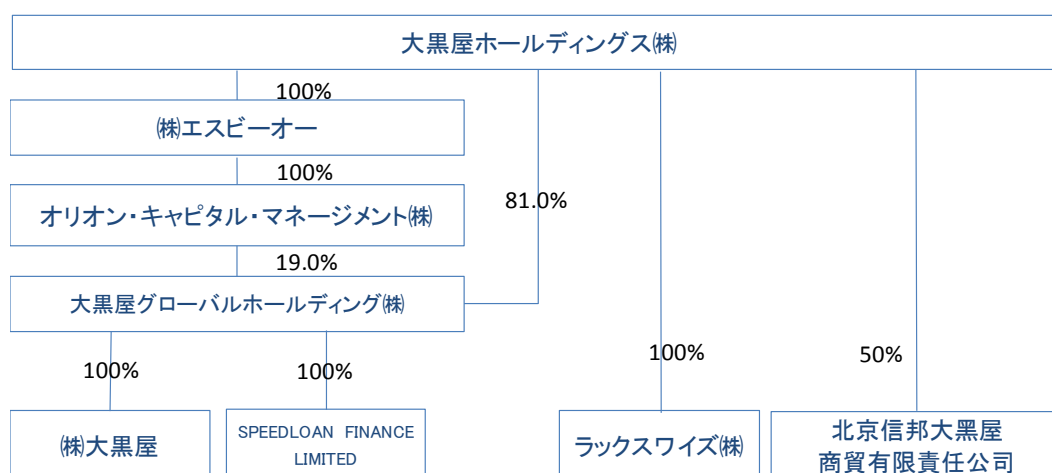 大黒屋ホールディングス㈱
100%
㈱エスビーオー
100%
81.0%
オリオン・キャピタル・マネージメント㈱
19.0%
大黒屋グローバルホールディング㈱
100%
100%
100%
50%
㈱大黒屋
SPEEDLOAN FINANCE
LIMITED
ラックスワイズ㈱
北京信邦大黑屋
商貿有限責任公司